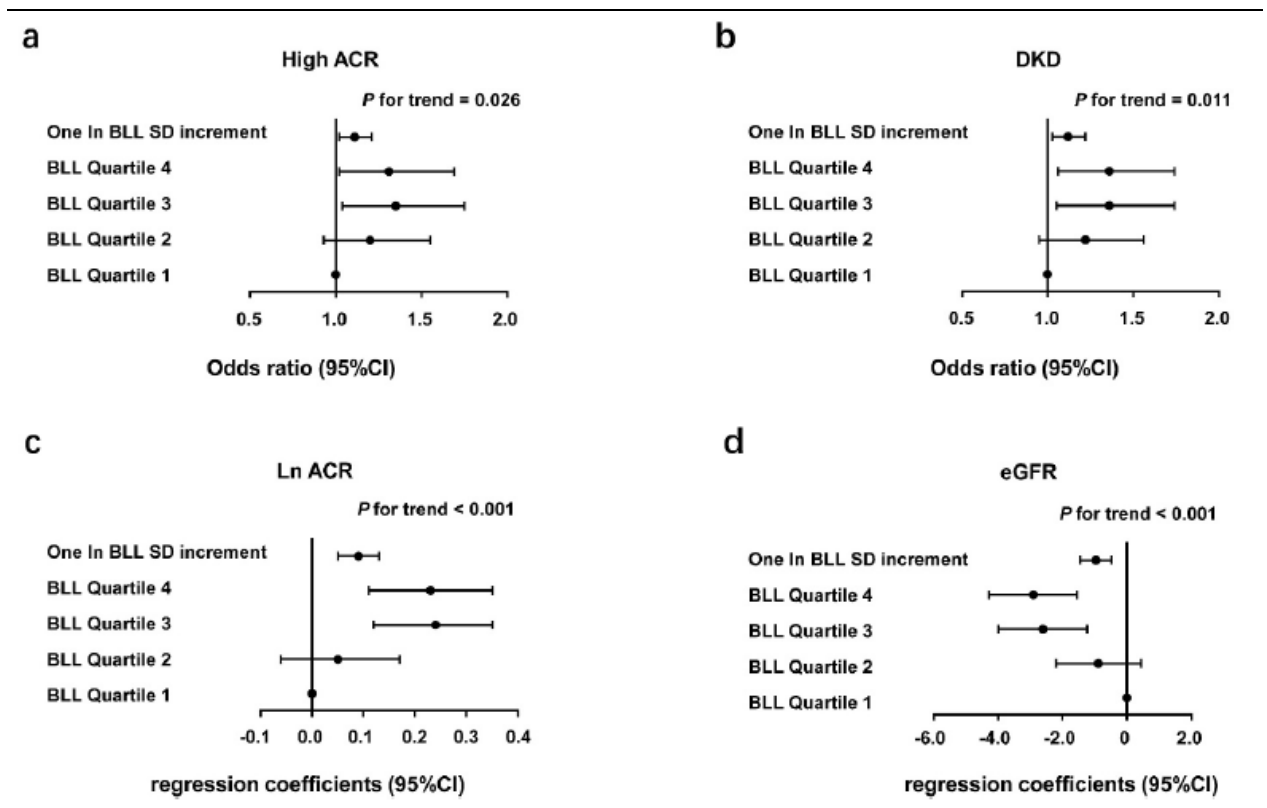 a
High ACR
P for trend = 0.026
One ln BLL SD increment
BLL Quartile 4
BLL Quartile 3
BLL Quartile 2
BLL Quartile 1
0.5 1.0 1.5 2.0
Odds ratio (95%CI)
b
DKD
P for trend = 0.011
One ln BLL SD increment
BLL Quartile 4
BLL Quartile 3
BLL Quartile 2
BLL Quartile 1
0.5 1.0 1.5 2.0
Odds ratio (95%CI)
c
Ln ACR
P for trend < 0.001
One ln BLL SD increment
BLL Quartile 4
BLL Quartile 3
BLL Quartile 2
BLL Quartile 1
-0.1 0.0 0.1 0.2 0.3 0.4
regression coefficients (95%CI)
d
eGFR
P for trend < 0.001
One ln BLL SD increment
BLL Quartile 4
BLL Quartile 3
BLL Quartile 2
BLL Quartile 1
-6.0 -4.0 -2.0 0 2.0
regression coefficients (95%CI)